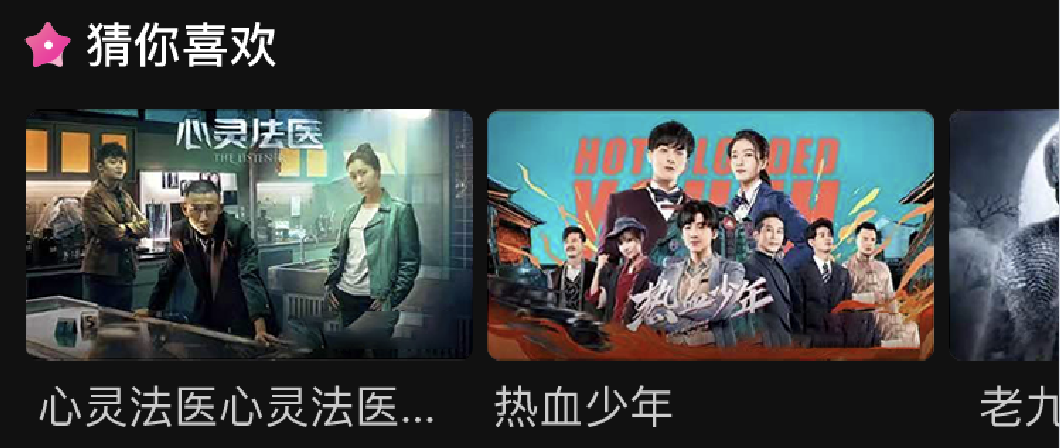 猜你喜欢
心灵法医
THE LISTENER
HOT-BLOODED
YOUTH
热血少年
心灵法医心灵法医...
热血少年
老九